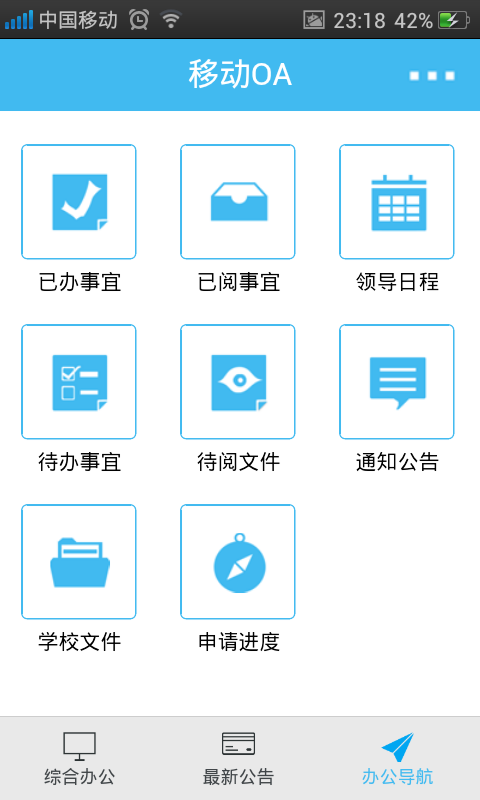 中国移动 23:18 42%
移动OA
已办事宜 已阅事宜 领导日程
待办事宜 待阅文件 通知公告
学校文件 申请进度
综合办公 最新公告 办公导航